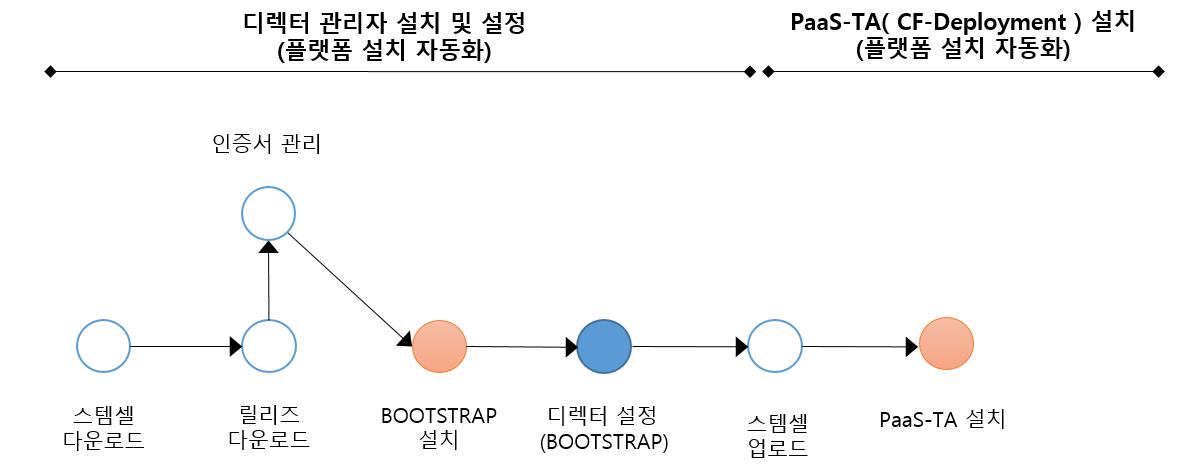 디렉터 관리자 설치 및 설정
(플랫폼 설치 자동화)
PaaS-TA( CF-Deployment ) 설치
(플랫폼 설치 자동화)
인증서 관리
스템셀
다운로드
릴리즈
다운로드
BOOTSTRAP
설치
디렉터 설정
(BOOTSTRAP)
스템셀
업로드
PaaS-TA 설치